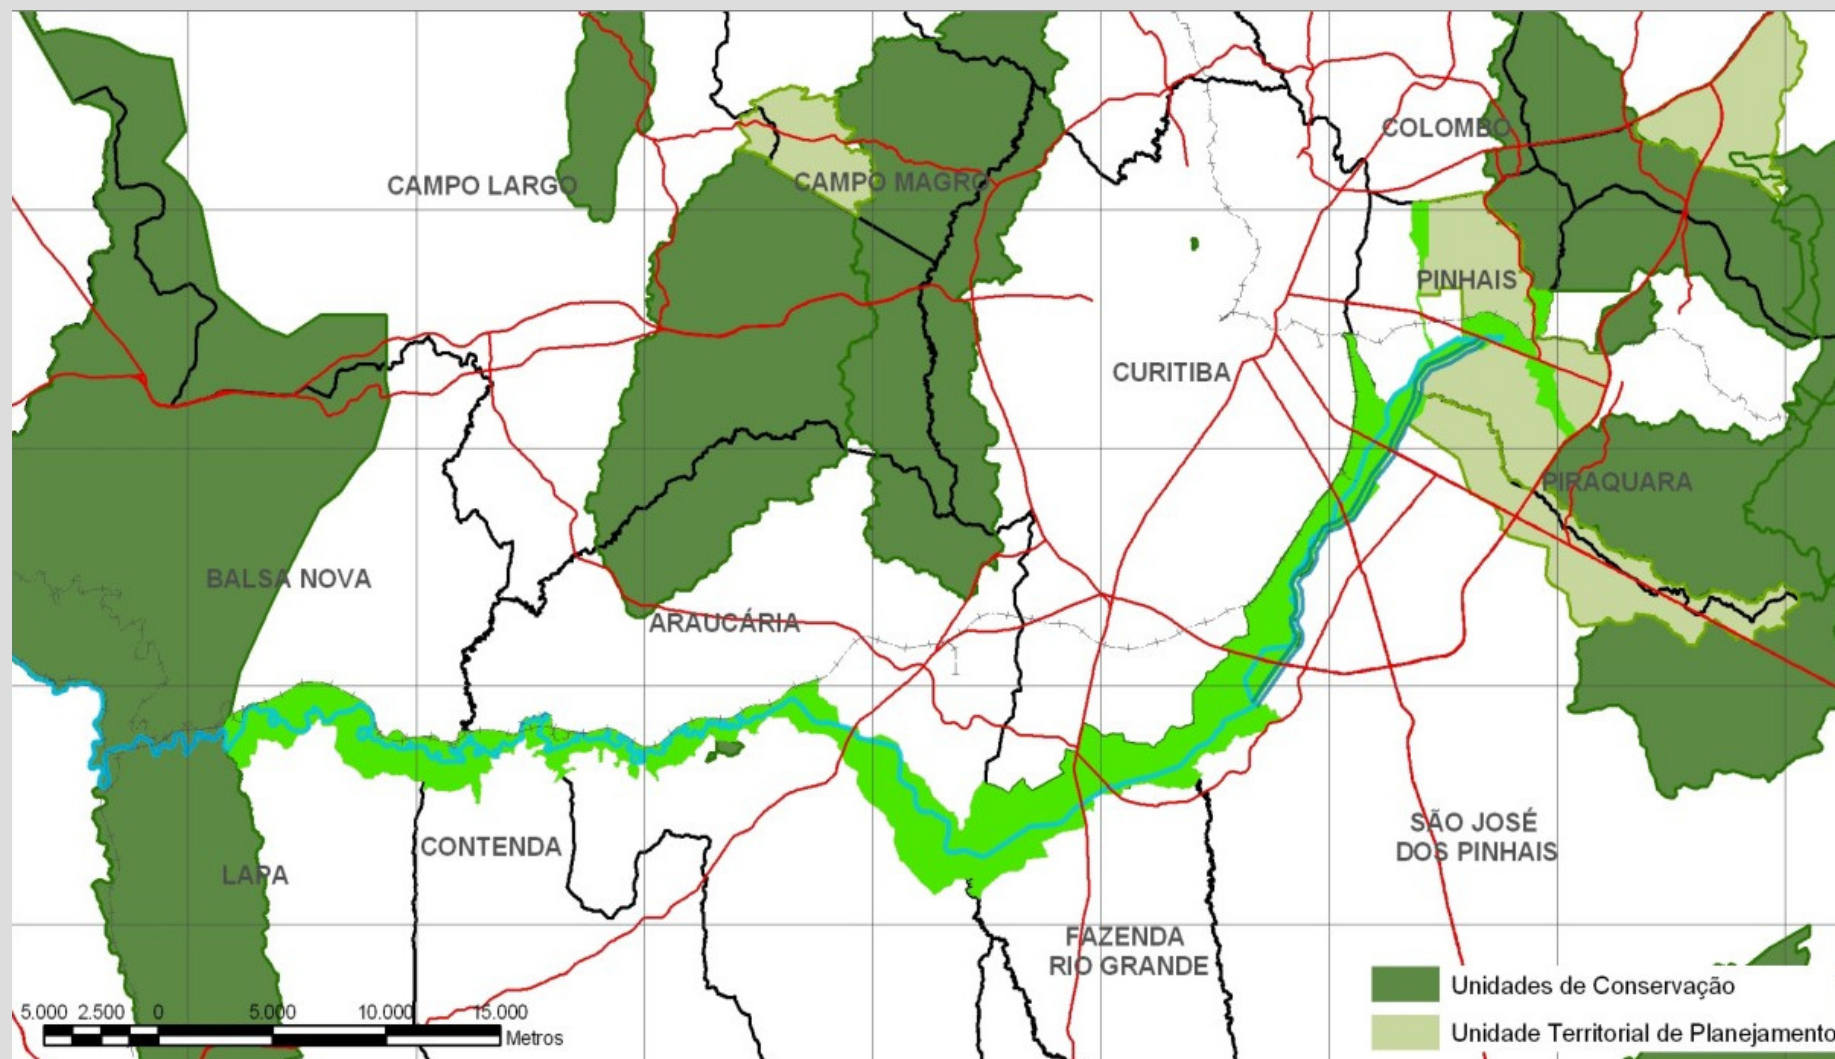 COLOMBO
CAMPO LARGO
CAMPO MAGRO
PINHAIS
CURITIBA
PIRAQUARA
BALSA NOVA
ARAUCÁRIA
SÃO JOSÉ
DOS PINHAIS
CONTENDA
LAPA
FAZENDA
RIO GRANDE
Unidades de Conservação
Unidade Territorial de Planejamento
5.000 2.500 0 5.000 10.000 15.000
Metros